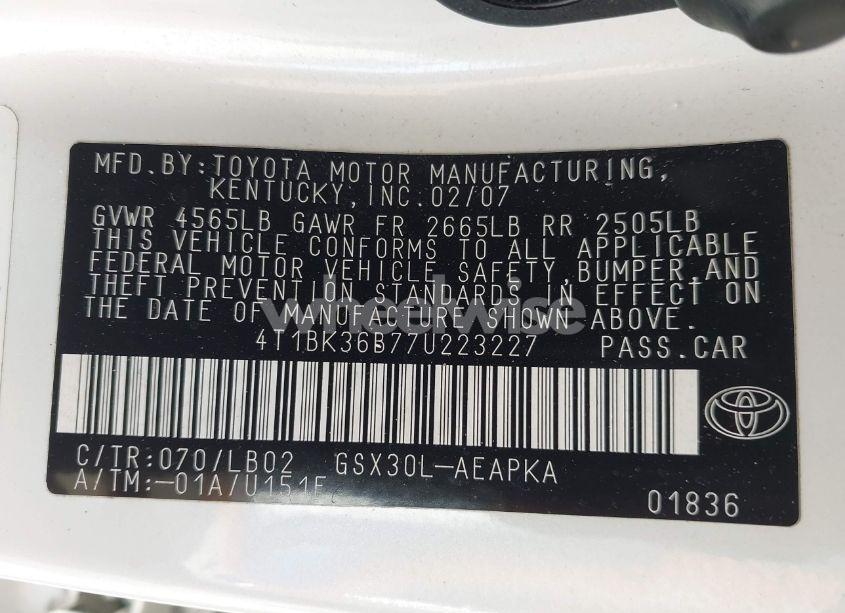 MFD.BY:TOYOTA MOTOR MANUFACTURING,
KENTUCKY,INC.02/07
GVWR 4565LB GAWR FR 2665LB RR 2505LB
THIS VEHICLE CONFORMS TO ALL APPLICABLE
FEDERAL MOTOR VEHICLE SAFETY,BUMPER,AND
THEFT PREVENTION STANDARDS IN EFFECT ON
THE DATE OF MANUFACTURE SHOWN ABOVE.
wheelwise
4T1BK36B77U223227 PASS.CAR
C/TR:070/LB02 GSX30L-AEAPKA
A/TM:-01A/U151F
01836